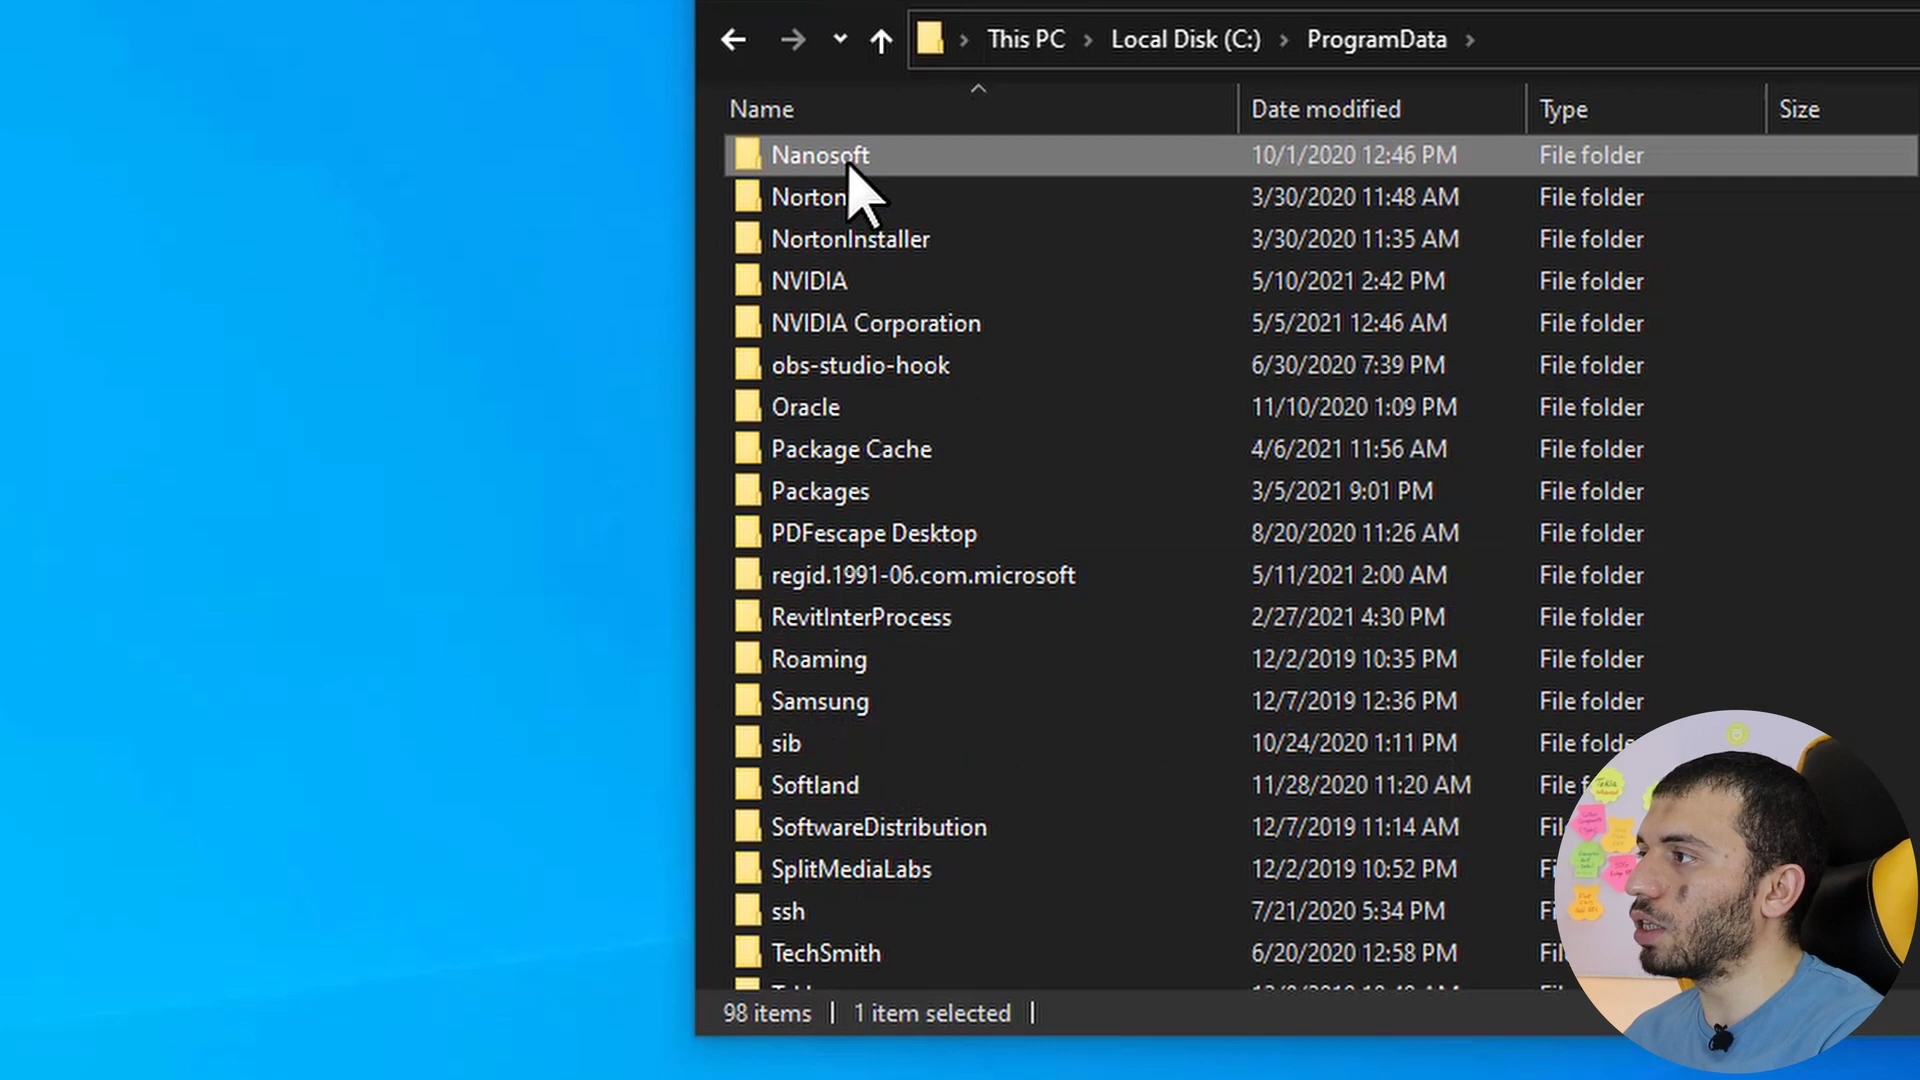 This PC > Local Disk (C:) > ProgramData >
Name Date modified Type Size
Nanosoft 10/1/2020 12:46 PM File folder
Norton 3/30/2020 11:48 AM File folder
NortonInstaller 3/30/2020 11:35 AM File folder
NVIDIA 5/10/2021 2:42 PM File folder
NVIDIA Corporation 5/5/2021 12:46 AM File folder
obs-studio-hook 6/30/2020 7:39 PM File folder
Oracle 11/10/2020 1:09 PM File folder
Package Cache 4/6/2021 11:56 AM File folder
Packages 3/5/2021 9:01 PM File folder
PDFescape Desktop 8/20/2020 11:26 AM File folder
regid.1991-06.com.microsoft 5/11/2021 2:00 AM File folder
RevitInterProcess 2/27/2021 4:30 PM File folder
Roaming 12/2/2019 10:35 PM File folder
Samsung 12/7/2019 12:36 PM File folder
sib 10/24/2020 1:11 PM File folde
Softland 11/28/2020 11:20 AM File f
SoftwareDistribution 12/7/2019 11:14 AM Fil
SplitMediaLabs 12/2/2019 10:52 PM Fi
ssh 7/21/2020 5:34 PM Fi
TechSmith 6/20/2020 12:58 PM Fil
98 items | 1 item selected |